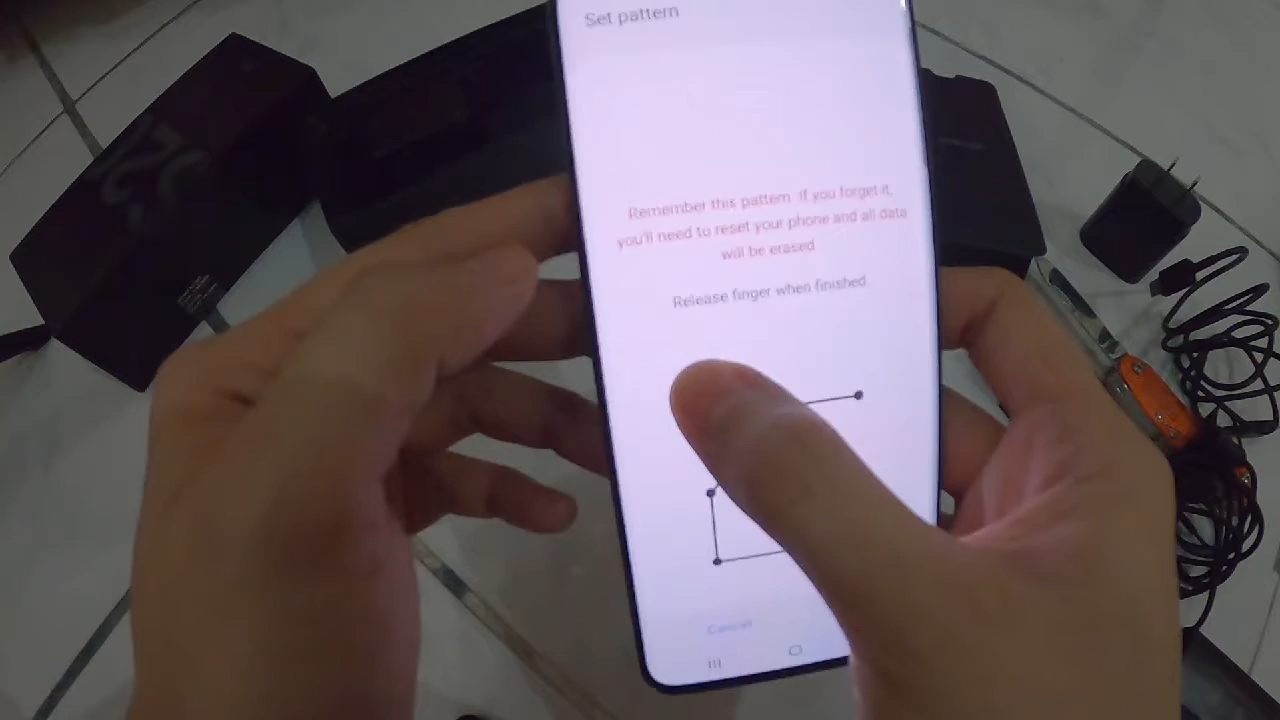 Set pattern
Remember this pattern. If you forget it,
you'll need to reset your phone and all data
will be erased.
Release finger when finished.
Cancel